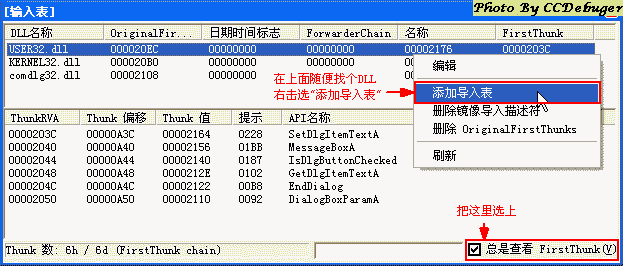 [输入表]
Photo By CCDebuger
DLL名称 OriginalFir... 日期时间标志 ForwarderChain 名称 FirstThunk
USER32.dll 000020EC 00000000 00000000 00002176 0000203C
KERNEL32.dll 000020B0 00000000 00000000
comdlg32.dll 00002108 00000000 00000000
编辑
添加导入表
删除镜像导入描述符
删除 OriginalFirstThunks
刷新
在上面随便找个DLL
右击选“添加导入表”
ThunkRVA Thunk 偏移 Thunk 值 提示 API名称
0000203C 00000A3C 00002164 0228 SetDlgItemTextA
00002040 00000A40 00002156 01BB MessageBoxA
00002044 00000A44 00002140 0187 IsDlgButtonChecked
00002048 00000A48 0000212E 0102 GetDlgItemTextA
0000204C 00000A4C 00002122 00B8 EndDialog
00002050 00000A50 00002110 0092 DialogBoxParamA
把这里选上
Thunk 数: 6h / 6d (FirstThunk chain)
总是查看 FirstThunk(V)